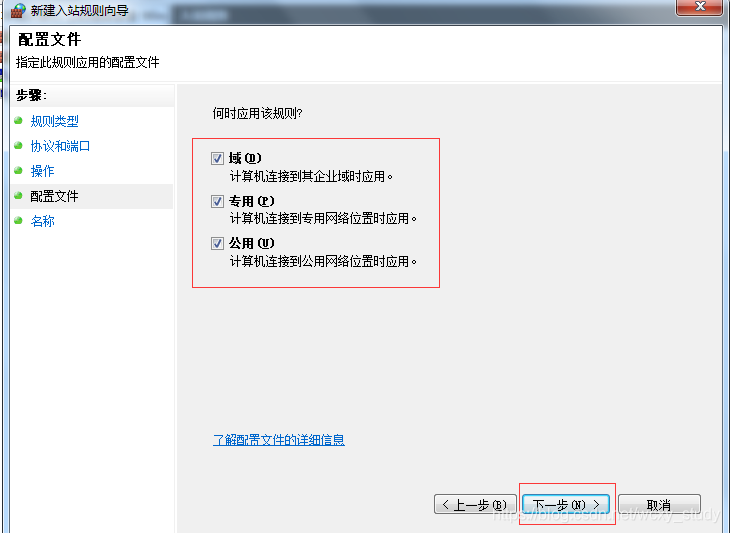 新建入站规则向导
配置文件
指定此规则应用的配置文件
步骤:
规则类型
协议和端口
操作
配置文件
名称
何时应用该规则?
域(D)
计算机连接到其企业域时应用。
专用(P)
计算机连接到专用网络位置时应用。
公用(U)
计算机连接到公用网络位置时应用。
了解配置文件的详细信息
< 上一步(B)
下一步(N) >
取消